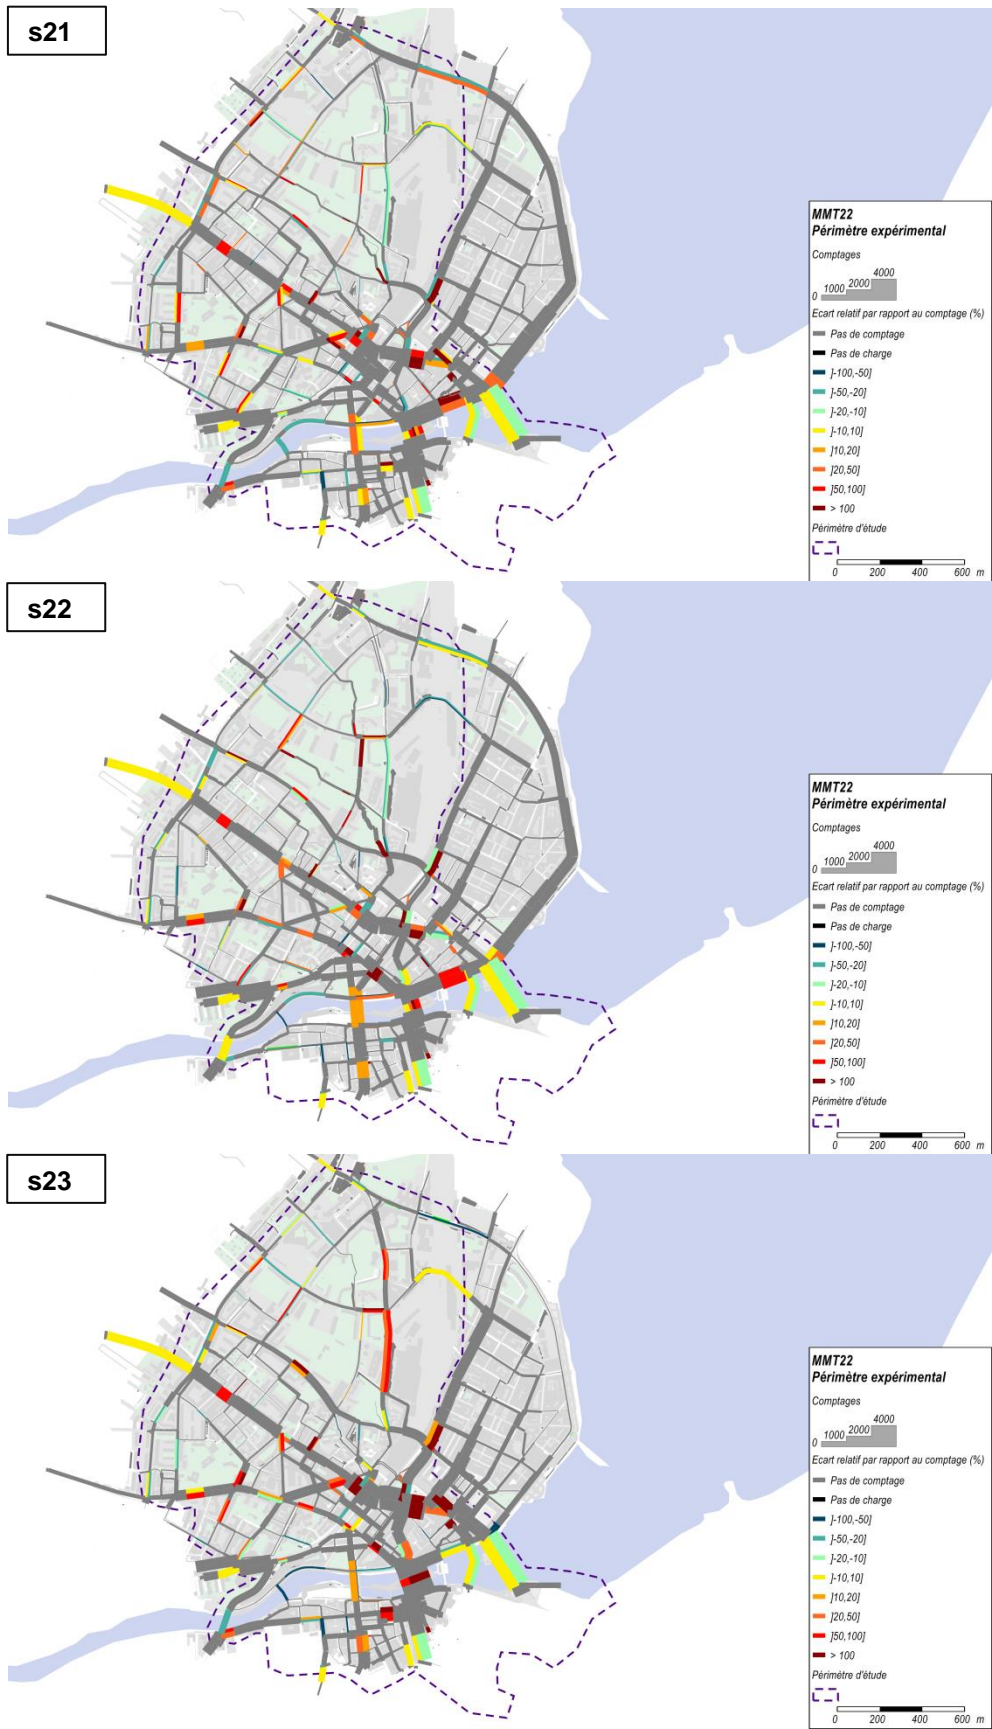 s21
MMT22
Périmètre expérimental
Comptages
4000
2000
1000
0
Ecart relatif par rapport au comptage (%)
Pas de comptage
Pas de charge
]-100,-50]
]-50,-20]
]-20,-10]
]-10,10]
]10,20]
]20,50]
]50,100]
> 100
Périmètre d'étude
0 200 400 600 m
s22
MMT22
Périmètre expérimental
Comptages
4000
2000
1000
0
Ecart relatif par rapport au comptage (%)
Pas de comptage
Pas de charge
]-100,-50]
]-50,-20]
]-20,-10]
]-10,10]
]10,20]
]20,50]
]50,100]
> 100
Périmètre d'étude
0 200 400 600 m
s23
MMT22
Périmètre expérimental
Comptages
4000
2000
1000
0
Ecart relatif par rapport au comptage (%)
Pas de comptage
Pas de charge
]-100,-50]
]-50,-20]
]-20,-10]
]-10,10]
]10,20]
]20,50]
]50,100]
> 100
Périmètre d'étude
0 200 400 600 m